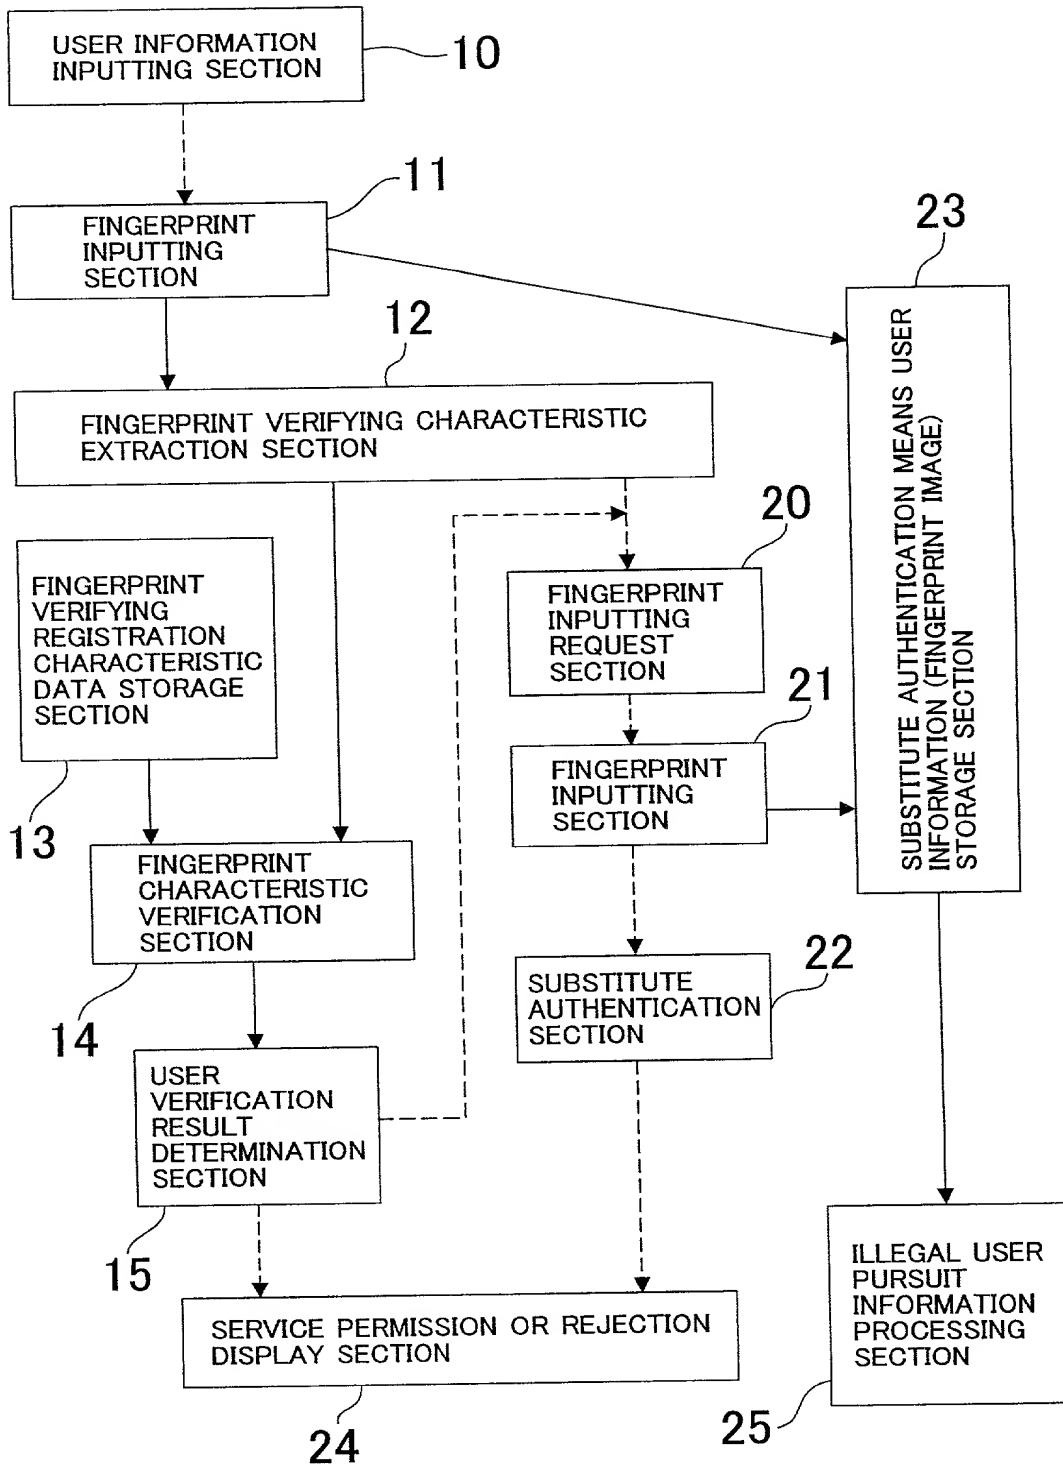 USER INFORMATION
INPUTTING SECTION
10
FINGERPRINT
INPUTTING
SECTION
11
23
12
FINGERPRINT VERIFYING CHARACTERISTIC
EXTRACTION SECTION
SUBSTITUTE AUTHENTICATION MEANS USER
INFORMATION (FINGERPRINT IMAGE)
STORAGE SECTION
20
FINGERPRINT
VERIFYING
REGISTRATION
CHARACTERISTIC
DATA STORAGE
SECTION
13
FINGERPRINT
INPUTTING
REQUEST
SECTION
21
FINGERPRINT
INPUTTING
SECTION
FINGERPRINT
CHARACTERISTIC
VERIFICATION
SECTION
14
22
SUBSTITUTE
AUTHENTICATION
SECTION
USER
VERIFICATION
RESULT
DETERMINATION
SECTION
15
ILLEGAL USER
PURSUIT
INFORMATION
PROCESSING
SECTION
25
SERVICE PERMISSION OR REJECTION
DISPLAY SECTION
24